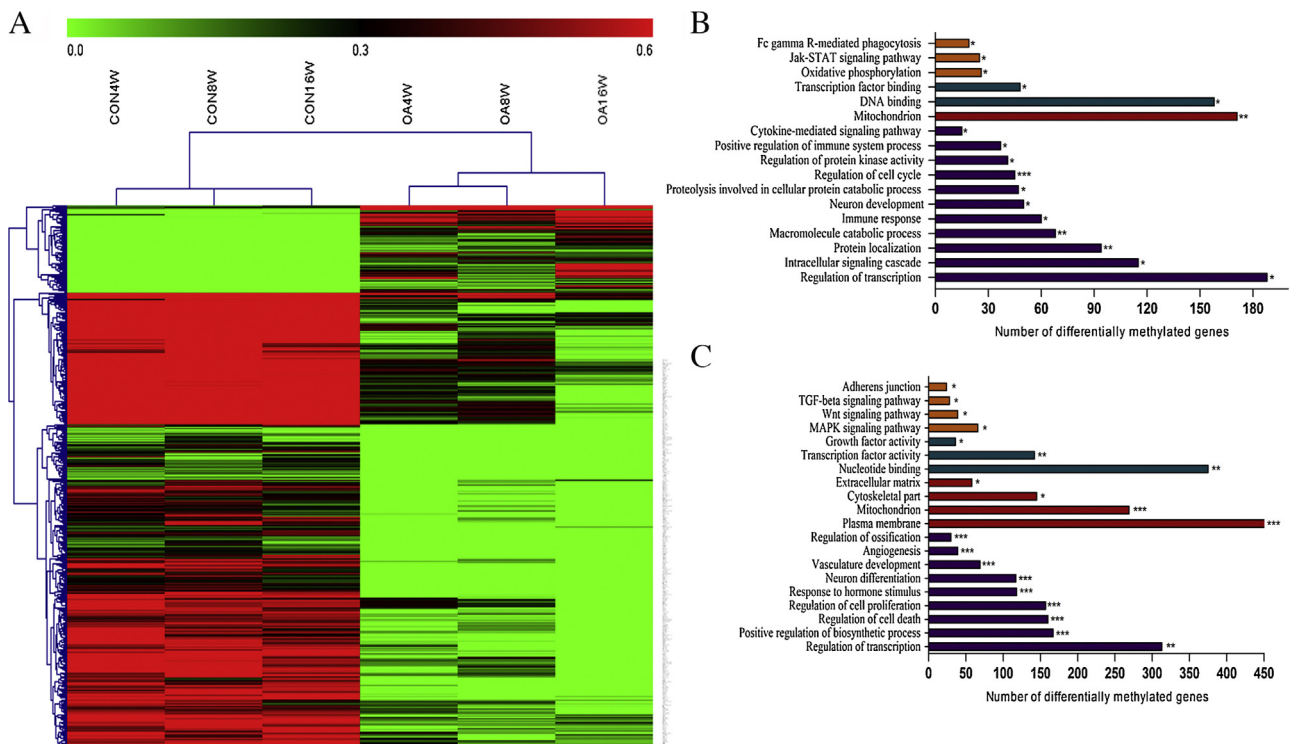 A
0.0 0.3 0.6
CON4W CON8W CON16W OA4W OA8W OA16W
B
Fc gamma R-mediated phagocytosis *
Jak-STAT signaling pathway *
Oxidative phosphorylation *
Transcription factor binding *
DNA binding *
Mitochondrion **
Cytokine-mediated signaling pathway *
Positive regulation of immune system process *
Regulation of protein kinase activity *
Regulation of cell cycle ***
Proteolysis involved in cellular protein catabolic process *
Neuron development *
Immune response *
Macromolecule catabolic process **
Protein localization **
Intracellular signaling cascade *
Regulation of transcription *
0 30 60 90 120 150 180
Number of differentially methylated genes
C
Adherens junction *
TGF-beta signaling pathway *
Wnt signaling pathway *
MAPK signaling pathway *
Growth factor activity *
Transcription factor activity **
Nucleotide binding **
Extracellular matrix *
Cytoskeletal part *
Mitochondrion ***
Plasma membrane ***
Regulation of ossification ***
Angiogenesis ***
Vasculature development ***
Neuron differentiation ***
Response to hormone stimulus ***
Regulation of cell proliferation ***
Regulation of cell death ***
Positive regulation of biosynthetic process ***
Regulation of transcription **
0 50 100 150 200 250 300 350 400 450
Number of differentially methylated genes